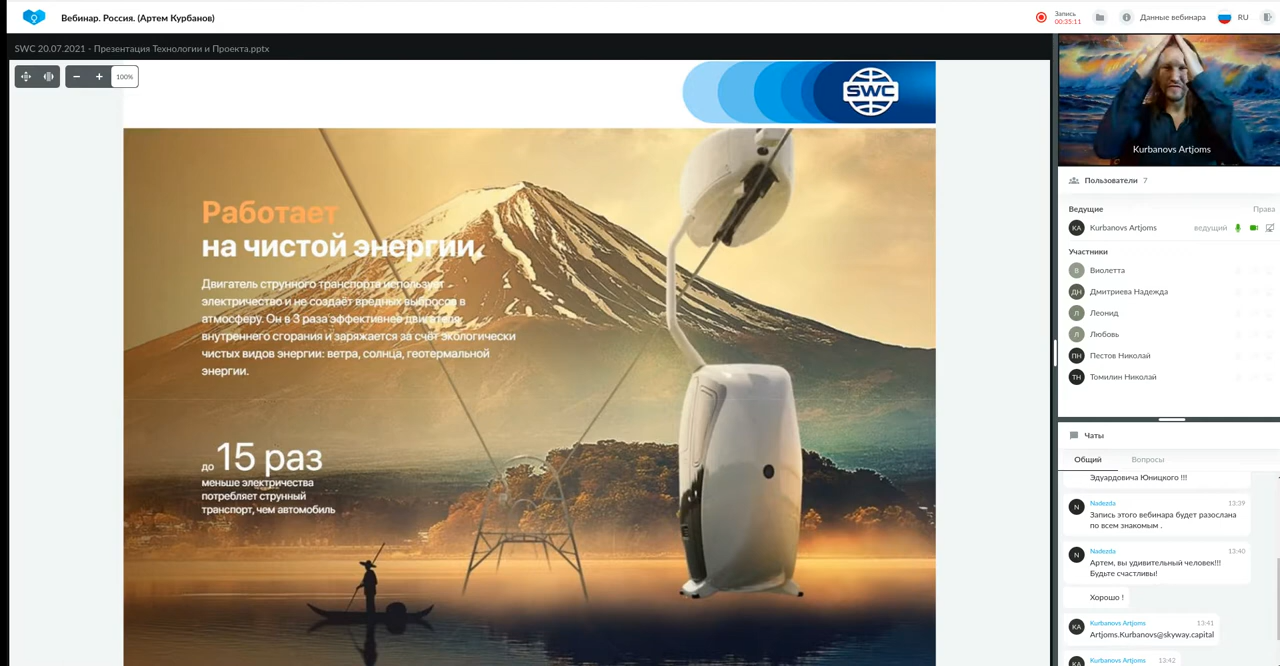 Вебинар. Россия. (Артем Курбанов)
Запись
00:35:11
Данные вебинара
RU
SWC 20.07.2021 - Презентация Технологии и Проекта.pptx
100%
SWC
Работает
на чистой энергии.
Двигатель струнного транспорта использует
электричество и не создаёт вредных выбросов в
атмосферу. Он в 3 раза эффективнее двигателя
внутреннего сгорания и заряжается за счёт экологически
чистых видов энергии: ветра, солнца, геотермальной
энергии.
до 15 раз
меньше электричества
потребляет струнный
транспорт, чем автомобиль
Kurbanovs Artjoms
Пользователи 7
Ведущие Права
KA Kurbanovs Artjoms ведущий
Участники
В Виолетта
ДН Дмитриева Надежда
Л Леонид
Л Любовь
ПН Пестов Николай
ТН Томилин Николай
Чаты
Общий Вопросы
Эдуардовича Юницкого !!!
N Nadezda 13:39
Запись этого вебинара будет разослана
по всем знакомым .
N Nadezda 13:40
Артем, вы удивительный человек!!!
Будьте счастливы!
Хорошо !
KA Kurbanovs Artjoms 13:41
Artjoms.Kurbanovs@skyway.capital
KA Kurbanovs Artjoms 13:42